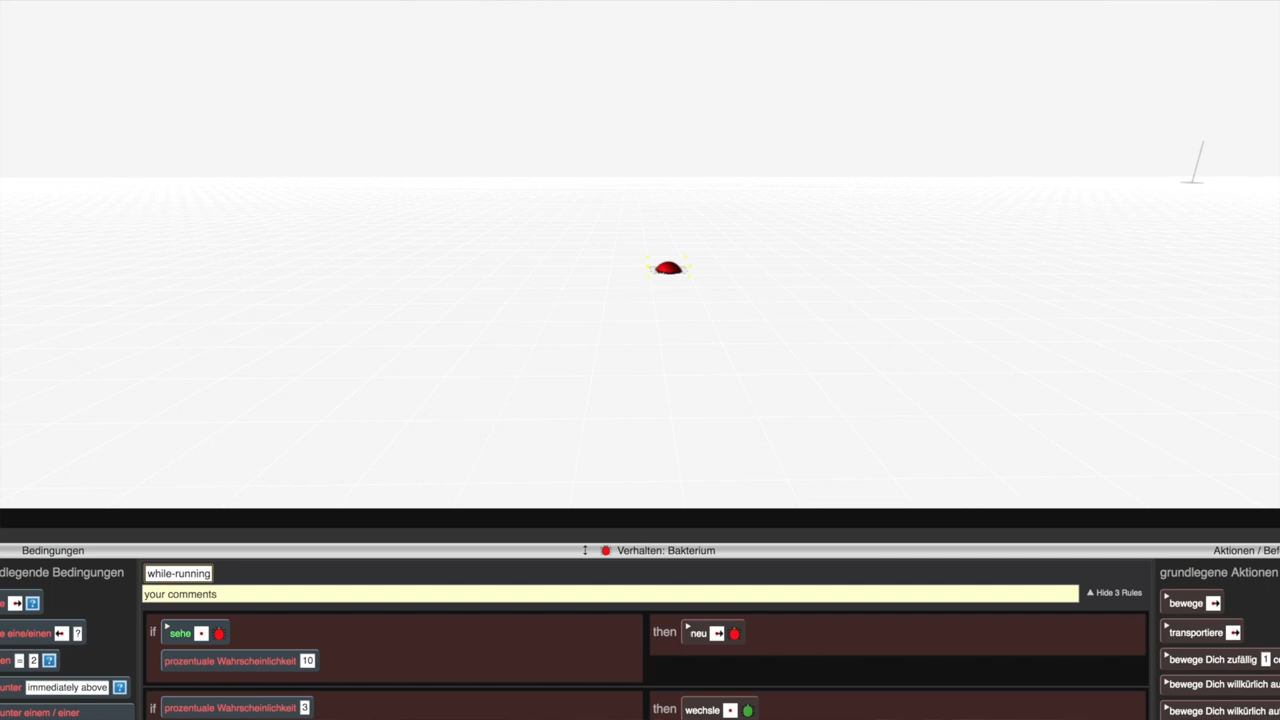 Bedingungen
Verhalten: Bakterium
Aktionen / Bef
dlegende Bedingungen
while-running
grundlegene Aktionen
your comments
Hide 3 Rules
e ?
bewege
if sehe
then neu
e eine/einen ?
transportiere
en = 2 ?
prozentuale Wahrscheinlichkeit 10
bewege Dich zufällig 1
unter immediately above ?
bewege Dich willkürlich au
if prozentuale Wahrscheinlichkeit 3
then wechsle
unter einem / einer
bewege Dich wilkürlich au